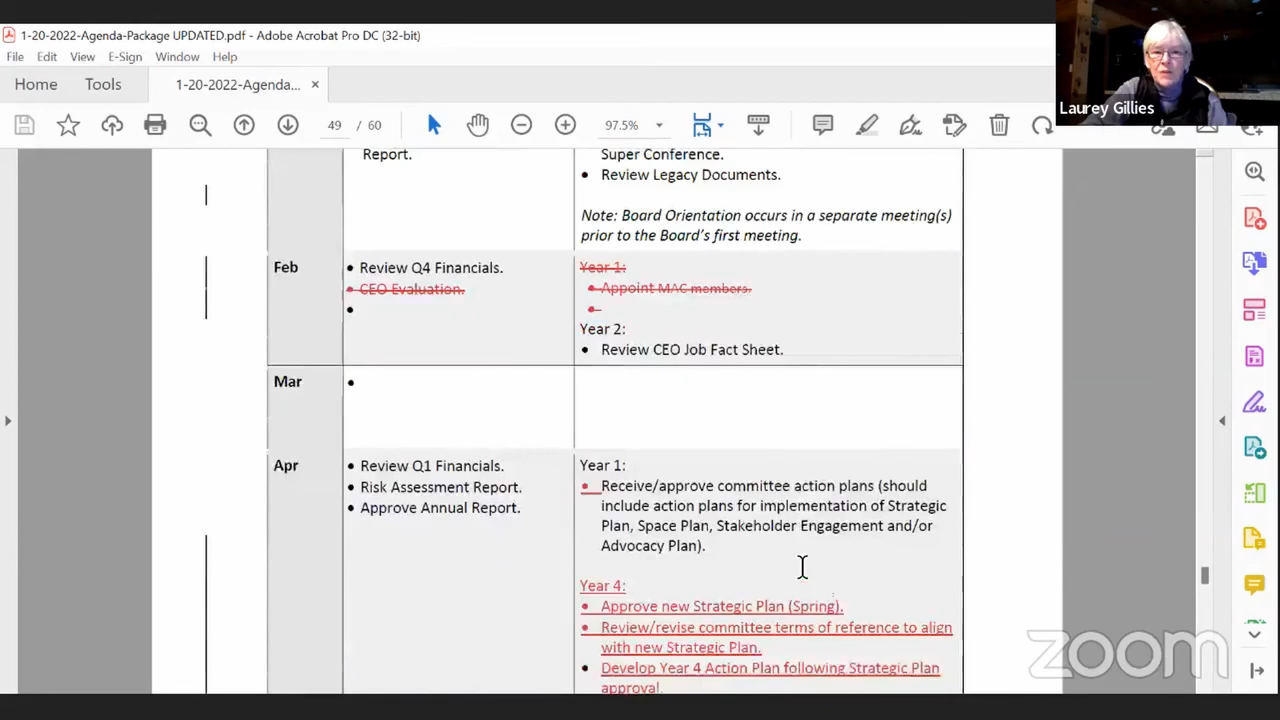 1-20-2022-Agenda-Package UPDATED.pdf - Adobe Acrobat Pro DC (32-bit)
File Edit View E-Sign Window Help
Home Tools 1-20-2022-Agenda... ×
49 / 60 97.5%
Laurey Gillies
Report.
Super Conference.
• Review Legacy Documents.
Note: Board Orientation occurs in a separate meeting(s)
prior to the Board's first meeting.
Feb
• Review Q4 Financials.
• CEO Evaluation.
•
Year 1:
• Appoint MAC members.
•
Year 2:
• Review CEO Job Fact Sheet.
Mar
•
Apr
• Review Q1 Financials.
• Risk Assessment Report.
• Approve Annual Report.
Year 1:
• Receive/approve committee action plans (should
include action plans for implementation of Strategic
Plan, Space Plan, Stakeholder Engagement and/or
Advocacy Plan).
Year 4:
• Approve new Strategic Plan (Spring).
• Review/revise committee terms of reference to align
with new Strategic Plan.
• Develop Year 4 Action Plan following Strategic Plan
approval.
zoom